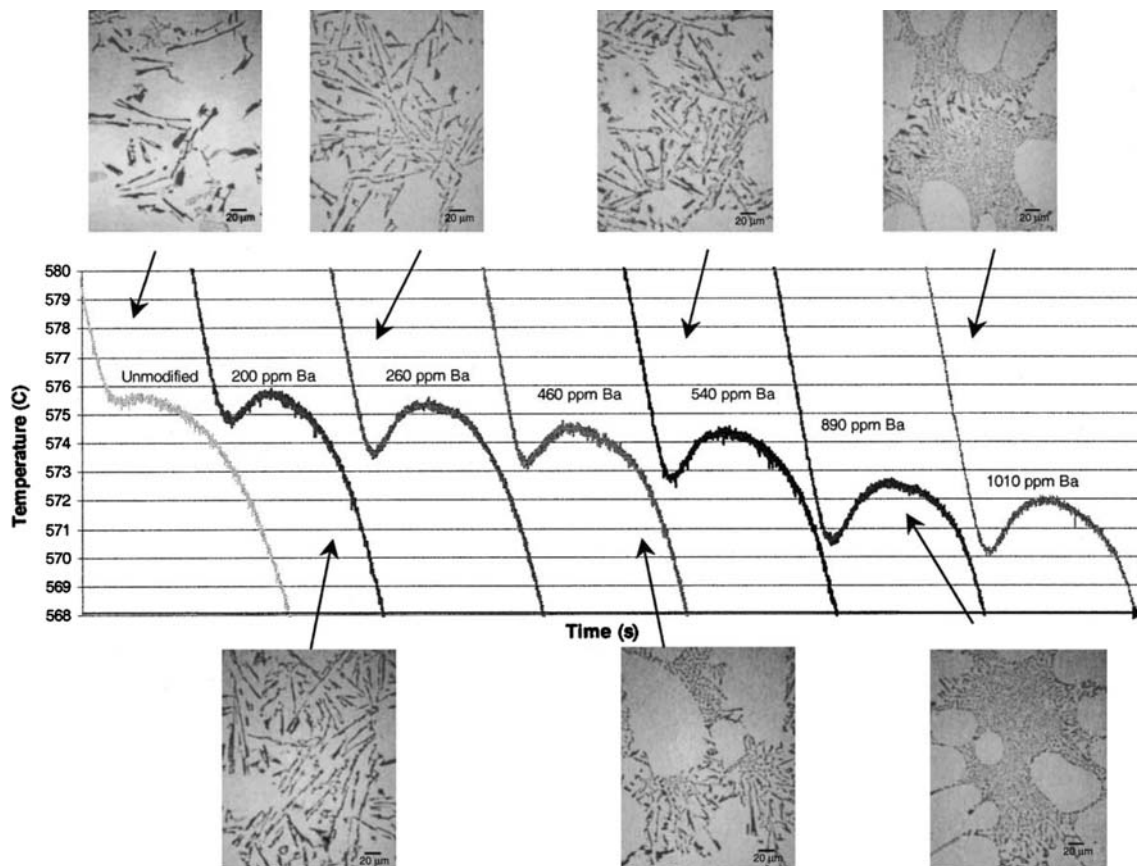 20 µm
20 µm
20 µm
20 µm
580
579
578
577
576
575
574
573
572
571
570
569
568
Temperature (C)
Unmodified
200 ppm Ba
260 ppm Ba
460 ppm Ba
540 ppm Ba
890 ppm Ba
1010 ppm Ba
Time (s)
20 µm
20 µm
20 µm